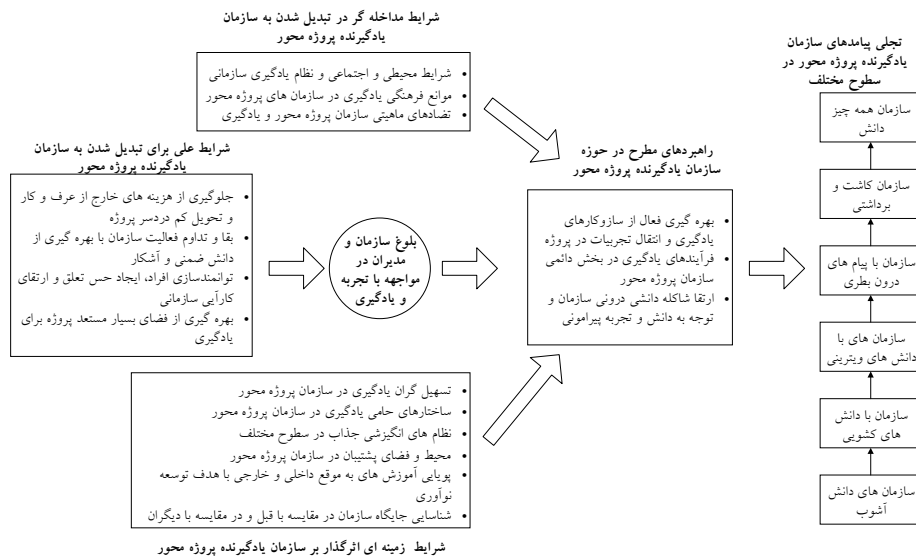 شرایط مداخله گر در تبدیل شدن به سازمان
یادگیرنده پروژه محور
شرایط محیطی و اجتماعی و نظام یادگیری سازمانی
موانع فرهنگی یادگیری در سازمان های پروژه محور
تضادهای ماهیتی سازمان پروژه محور و یادگیری
شرایط علی برای تبدیل شدن به سازمان
یادگیرنده پروژه محور
جلوگیری از هزینه های خارج از عرف و کار
و تحویل کم دردسر پروژه
بقا و تداوم فعالیت سازمان با بهره گیری از
دانش ضمنی و آشکار
توانمندسازی افراد، ایجاد حس تعلق و ارتقای
کارآیی سازمانی
بهره گیری از فضای بسیار مستعد پروژه برای
یادگیری
بلوغ سازمان و
مدیران در
مواجهه با تجربه
و یادگیری
راهبردهای مطرح در حوزه
سازمان یادگیرنده پروژه محور
بهره گیری فعال از سازوکارهای
یادگیری و انتقال تجربیات در پروژه
فرآیندهای یادگیری در بخش دائمی
سازمان پروژه محور
ارتقا شاکله دانشی درونی سازمان و
توجه به دانش و تجربه پیرامونی
تسهیل گران یادگیری در سازمان پروژه محور
ساختارهای حامی یادگیری در سازمان پروژه محور
نظام های انگیزشی جذاب در سطوح مختلف
محیط و فضای پشتیبان در سازمان پروژه محور
پویایی آموزش های به موقع داخلی و خارجی با هدف توسعه
نوآوری
شناسایی جایگاه سازمان در مقایسه با قبل و در مقایسه با دیگران
شرایط زمینه ای اثرگذار بر سازمان یادگیرنده پروژه محور
تجلی پیامدهای سازمان
یادگیرنده پروژه محور در
سطوح مختلف
سازمان همه چیز
دانش
سازمان کاشت و
برداشتی
سازمان با پیام های
درون بطری
سازمان های با
دانش های ویترینی
سازمان با دانش
های کشویی
سازمان های دانش
آشوب